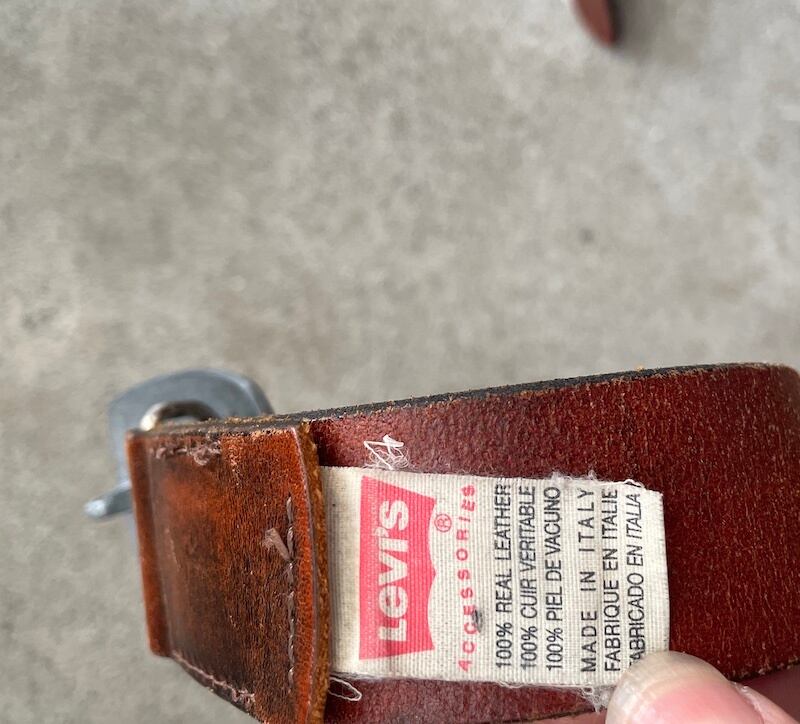 Levi's ®
ACCESSORIES
100% REAL LEATHER
100% CUIR VERITABLE
100% PIEL DE VACUNO
MADE IN ITALY
FABRIQUE EN ITALIE
FABRICADO EN ITALIA